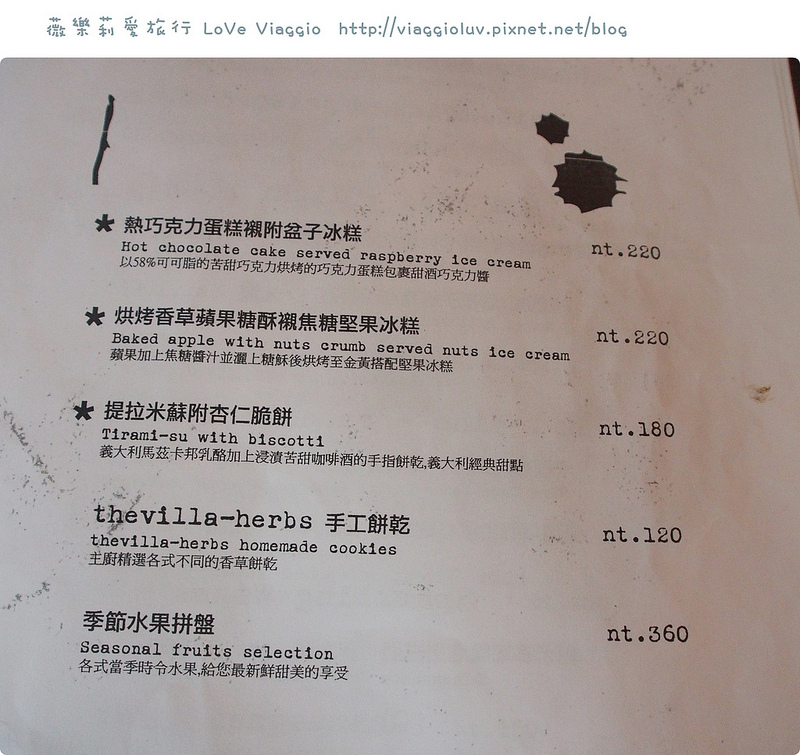 薇樂莉愛旅行 LoVe Viaggio http://viaggioluv.pixnet.net/blog
* 熱巧克力蛋糕襯附盆子冰糕 nt.220
Hot chocolate cake served raspberry ice cream
以58%可可脂的苦甜巧克力烘烤的巧克力蛋糕包裹甜酒巧克力醬
* 烘烤香草蘋果糖酥襯焦糖堅果冰糕 nt.220
Baked apple with nuts crumb served nuts ice cream
蘋果加上焦糖醬汁並灑上糖酥後烘烤至金黃搭配堅果冰糕
* 提拉米蘇附杏仁脆餅 nt.180
Tirami-su with biscotti
義大利馬茲卡邦乳酪加上浸漬苦甜咖啡酒的手指餅乾,義大利經典甜點
thevilla-herbs 手工餅乾 nt.120
thevilla-herbs homemade cookies
主廚精選各式不同的香草餅乾
季節水果拼盤 nt.360
Seasonal fruits selection
各式當季時令水果,給您最新鮮甜美的享受